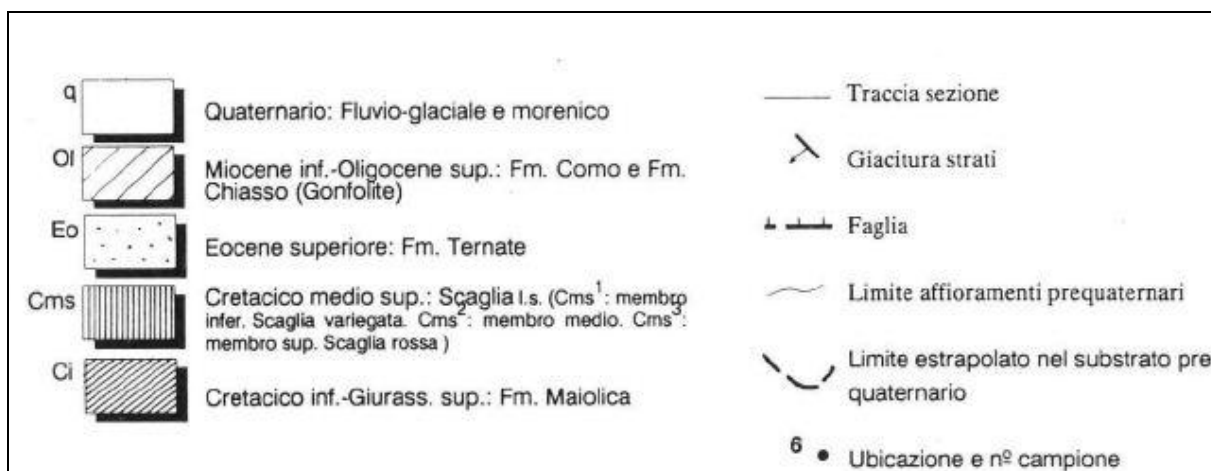 q
Quaternario: Fluvio-glaciale e morenico
Ol
Miocene inf.-Oligocene sup.: Fm. Como e Fm.
Chiasso (Gonfolite)
Eo
Eocene superiore: Fm. Ternate
Cms
Cretacico medio sup.: Scaglia l.s. (Cms¹: membro
infer. Scaglia variegata. Cms²: membro medio. Cms³:
membro sup. Scaglia rossa )
Ci
Cretacico inf.-Giurass. sup.: Fm. Maiolica
Traccia sezione
Giacitura strati
Faglia
Limite affioramenti prequaternari
Limite estrapolato nel substrato pre
quaternario
6
Ubicazione e nº campione